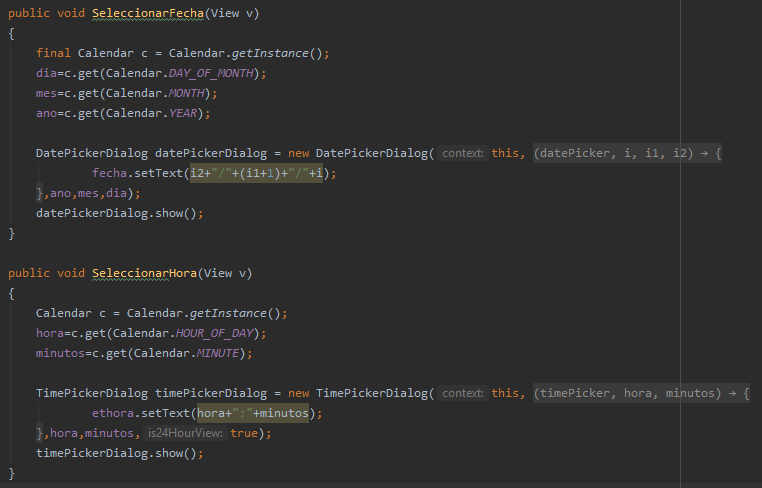 public void SeleccionarFecha(View v)
{
final Calendar c = Calendar.getInstance();
dia=c.get(Calendar.DAY_OF_MONTH);
mes=c.get(Calendar.MONTH);
ano=c.get(Calendar.YEAR);
DatePickerDialog datePickerDialog = new DatePickerDialog( context: this, (datePicker, i, i1, i2) → {
fecha.setText(i2+"/"+(i1+1)+"/"+i);
},ano,mes,dia);
datePickerDialog.show();
}
public void SeleccionarHora(View v)
{
Calendar c = Calendar.getInstance();
hora=c.get(Calendar.HOUR_OF_DAY);
minutos=c.get(Calendar.MINUTE);
TimePickerDialog timePickerDialog = new TimePickerDialog( context: this, (timePicker, hora, minutos) → {
ethora.setText(hora+":"+minutos);
},hora,minutos, is24HourView: true);
timePickerDialog.show();
}